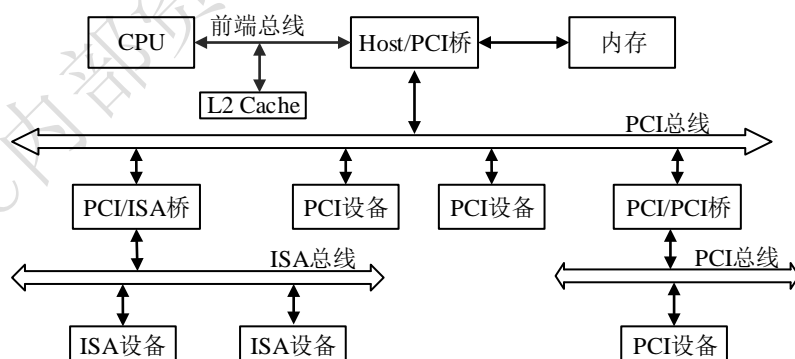 CPU
前端总线
Host/PCI桥
内存
L2 Cache
PCI总线
PCI/ISA桥
PCI设备
PCI设备
PCI/PCI桥
ISA总线
PCI总线
ISA设备
ISA设备
PCI设备
内部